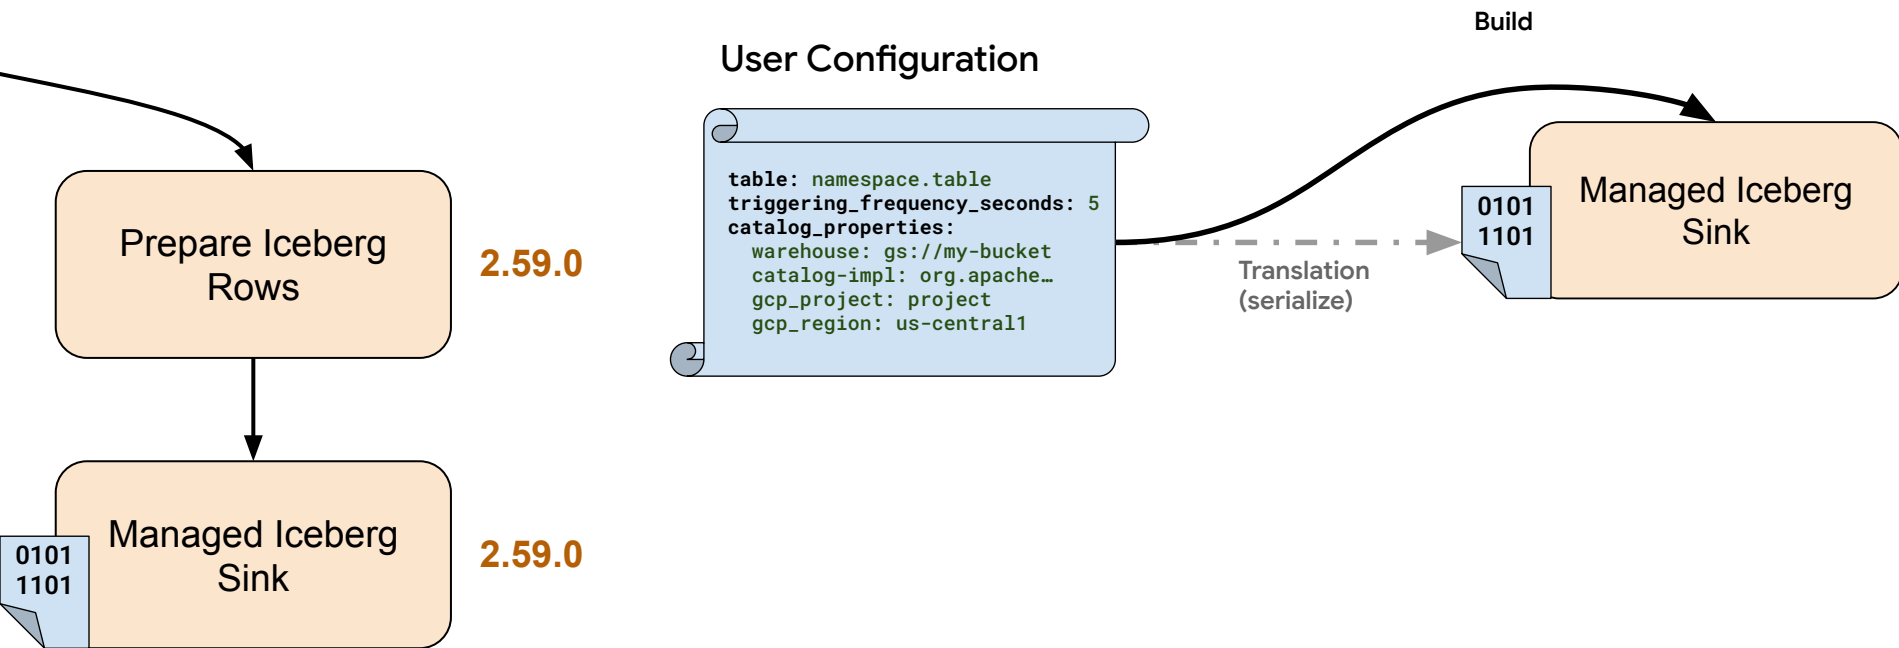 Prepare Iceberg
Rows
2.59.0
0101
1101
Managed Iceberg
Sink
2.59.0
User Configuration
table: namespace.table
triggering_frequency_seconds: 5
catalog_properties:
warehouse: gs://my-bucket
catalog-impl: org.apache…
gcp_project: project
gcp_region: us-central1
Translation
(serialize)
Build
0101
1101
Managed Iceberg
Sink